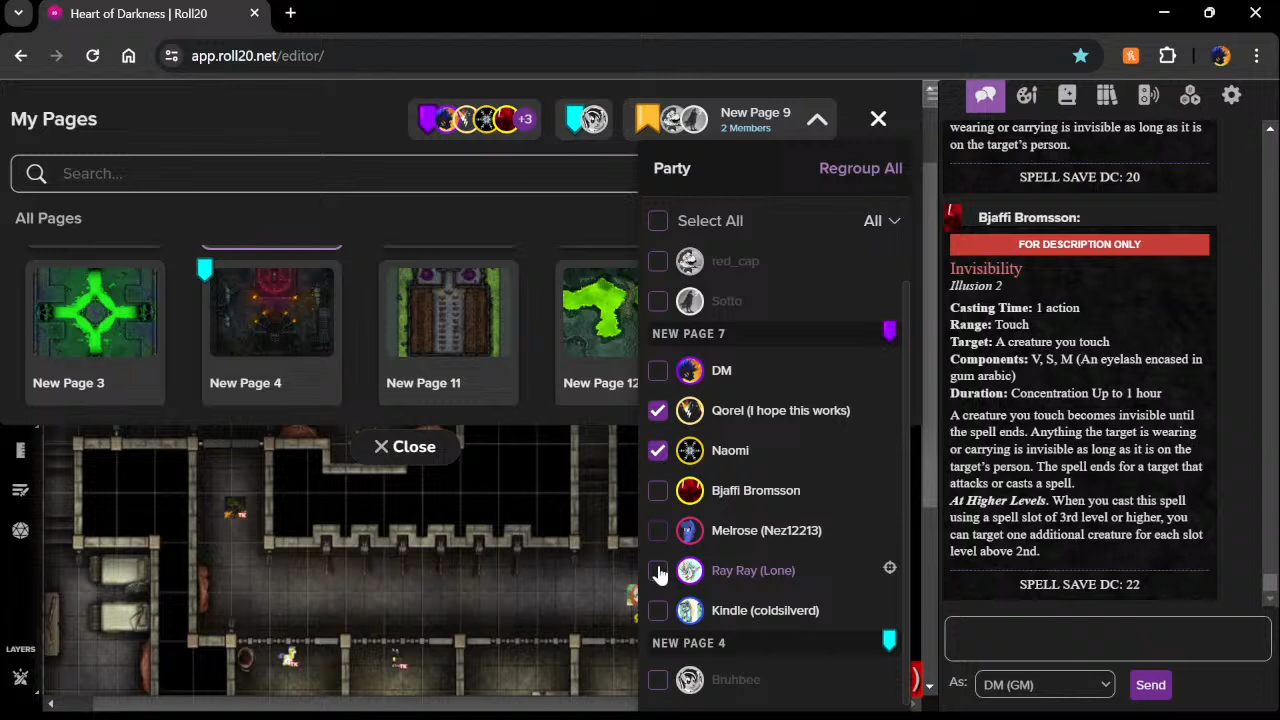 Heart of Darkness | Roll20
app.roll20.net/editor/
My Pages
+3
New Page 9
2 Members
Search...
Party
Regroup All
All Pages
Select All
All
red_cap
Sotto
NEW PAGE 7
DM
Qorel (I hope this works)
Naomi
Bjaffi Bromsson
Melrose (Nez12213)
Ray Ray (Lone)
Kindle (coldsilverd)
NEW PAGE 4
Bruhbee
New Page 3
New Page 4
New Page 11
New Page 12
Close
LAYERS
wearing or carrying is invisible as long as it is
on the target's person.
SPELL SAVE DC: 20
Bjaffi Bromsson:
FOR DESCRIPTION ONLY
Invisibility
Illusion 2
Casting Time: 1 action
Range: Touch
Target: A creature you touch
Components: V, S, M (An eyelash encased in
gum arabic)
Duration: Concentration Up to 1 hour
A creature you touch becomes invisible until
the spell ends. Anything the target is wearing
or carrying is invisible as long as it is on the
target's person. The spell ends for a target that
attacks or casts a spell.
At Higher Levels. When you cast this spell
using a spell slot of 3rd level or higher, you
can target one additional creature for each slot
level above 2nd.
SPELL SAVE DC: 22
As:
DM (GM)
Send